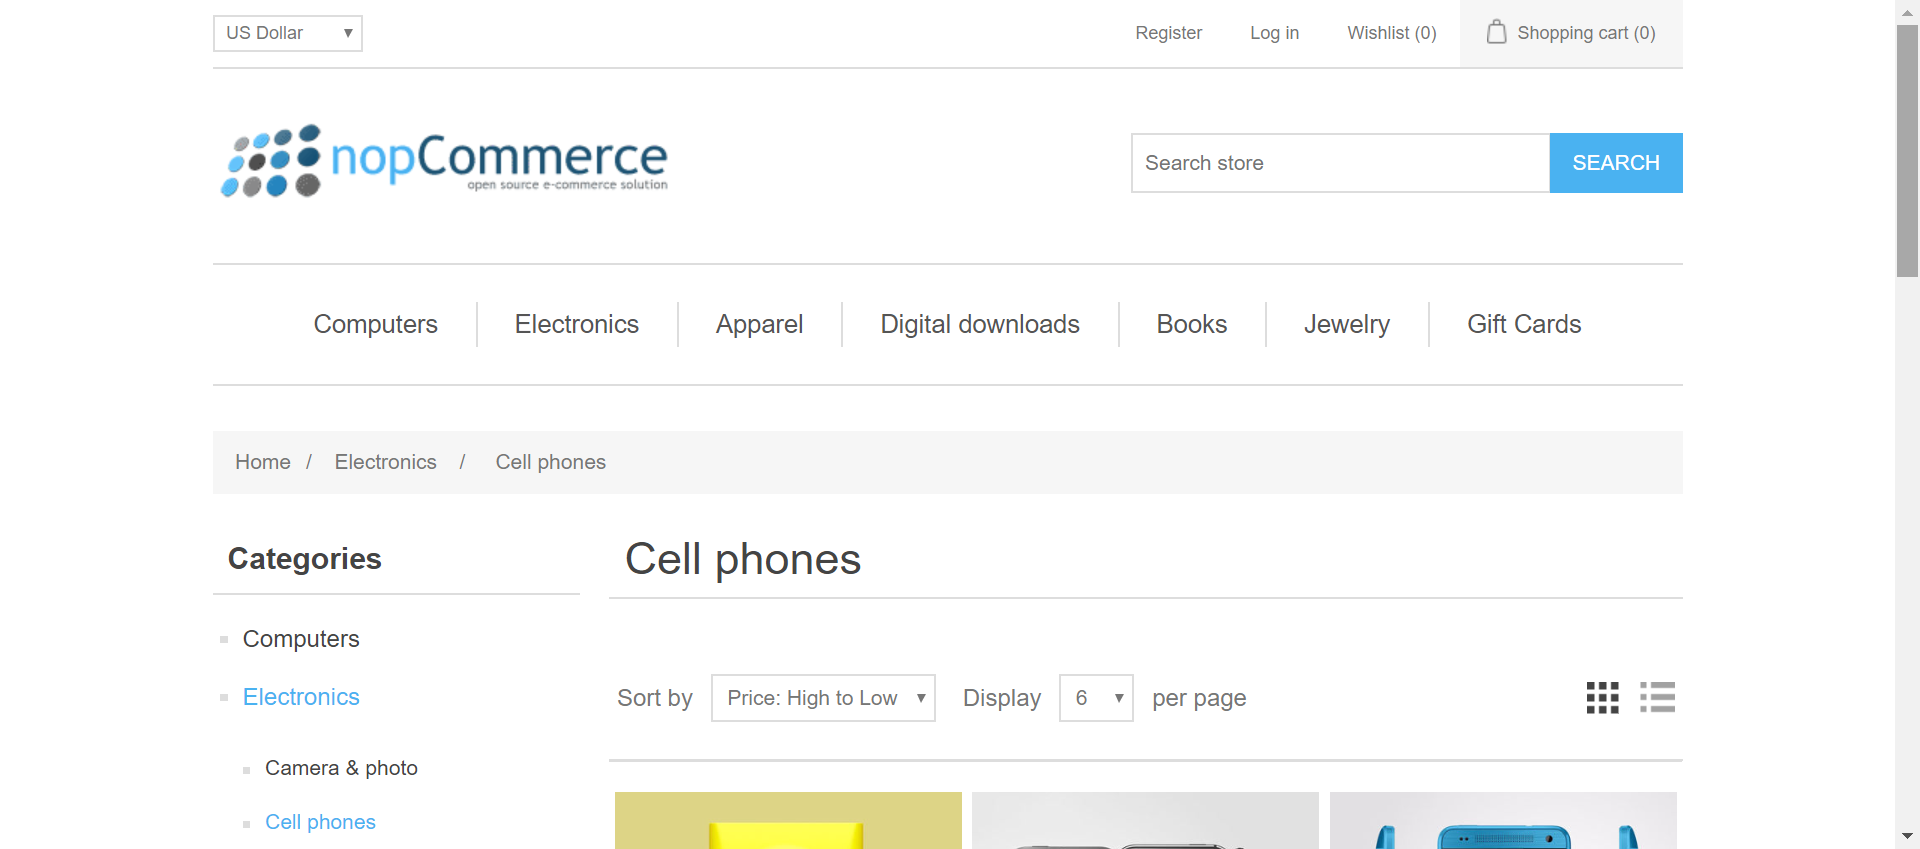 US Dollar
Register
Log in
Wishlist (0)
Shopping cart (0)
nopCommerce
open source e-commerce solution
Search store
SEARCH
Computers
Electronics
Apparel
Digital downloads
Books
Jewelry
Gift Cards
Home / Electronics / Cell phones
Categories
Computers
Electronics
Camera & photo
Cell phones
Cell phones
Sort by Price: High to Low Display 6 per page